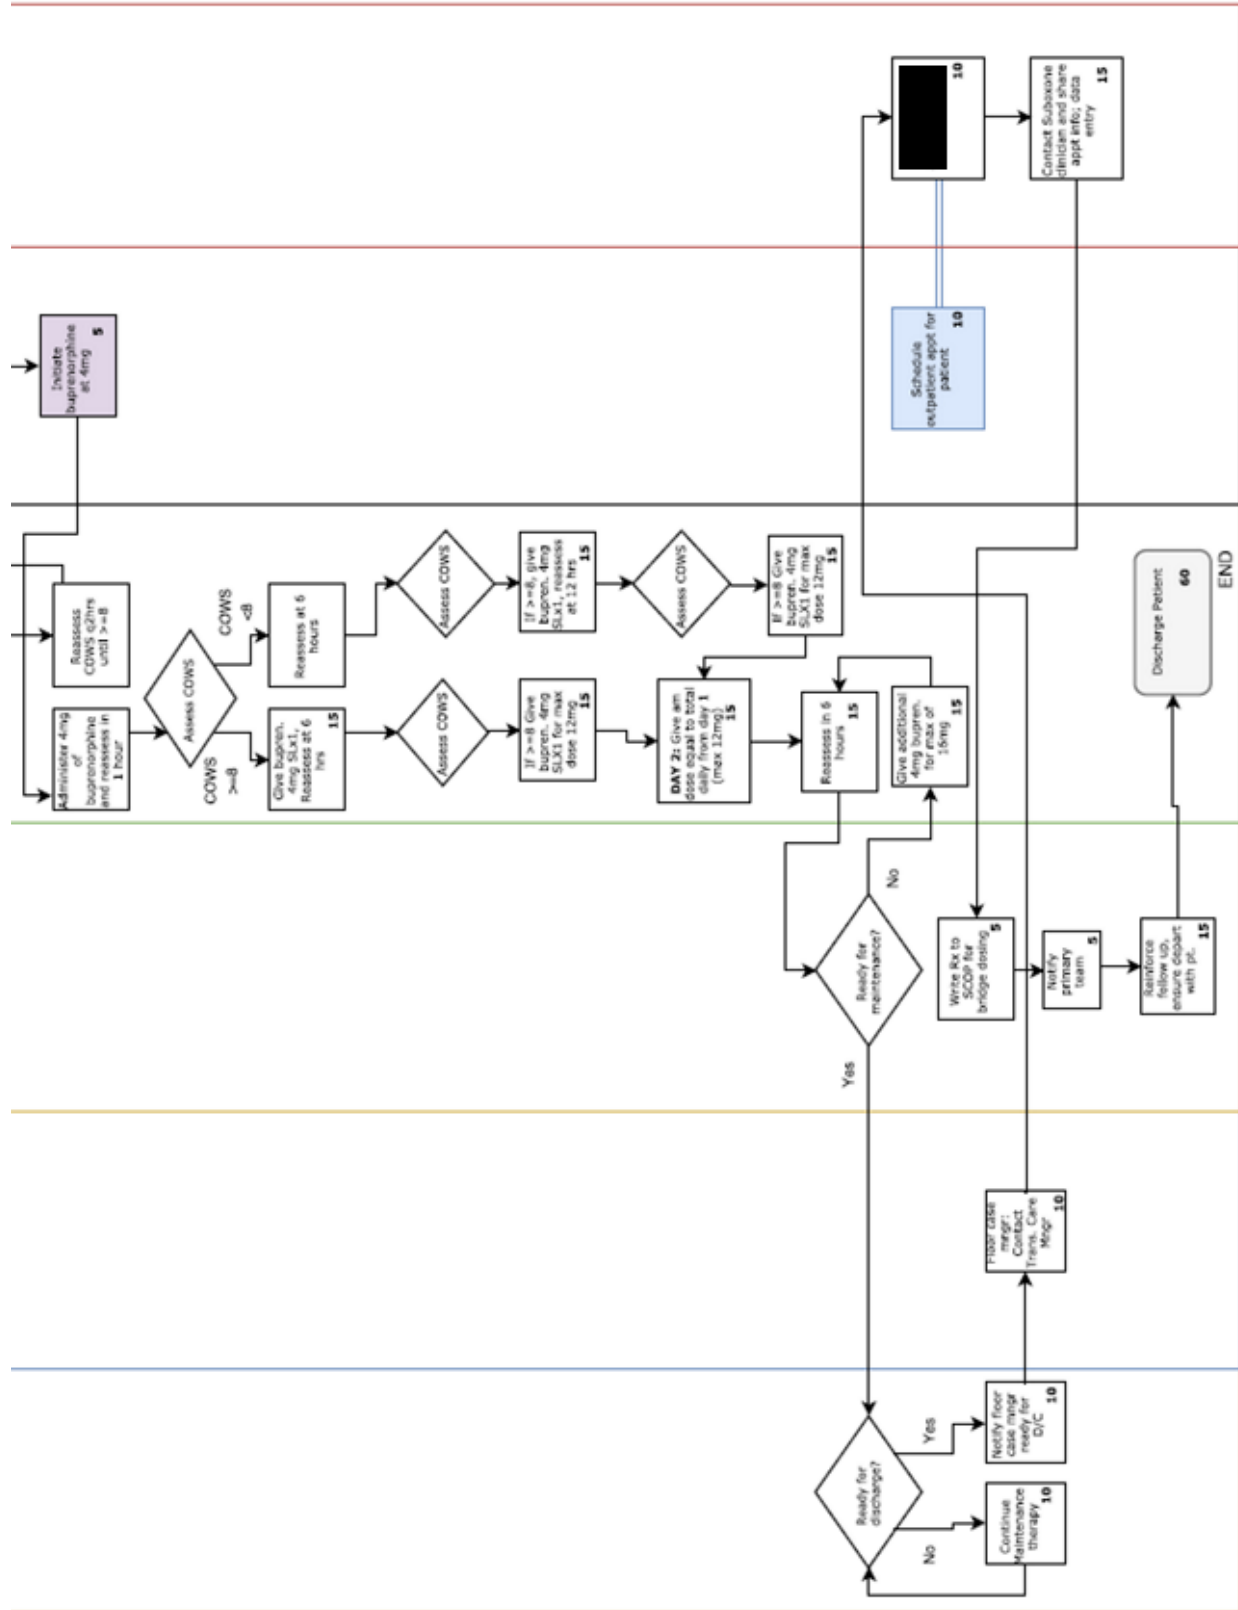 Initiate
buprenorphine
at 4mg
5
Reassess
COWS q2hrs
until >=8
Administer 4mg
of
buprenorphine
and reassess in
1 hour
Assess COWS
COWS
<8
COWS
>=8
Reassess at 6
hours
Give bupren.
4mg SLx1,
Reassess at 6
hrs
15
Assess COWS
Assess COWS
If >=8, give
bupren. 4mg
SLx1, reassess
at 12 hrs
15
If >=8 Give
bupren. 4mg
SLX1 for max
dose 12mg
15
Assess COWS
If >=8 Give
bupren. 4mg
SLX1 for max
dose 12mg
15
DAY 2: Give am
dose equal to total
daily from day 1
(max 12mg)
15
Reassess in 6
hours
15
Give additional
4mg bupren.
for max of
16mg
15
Ready for
maintenance?
No
Yes
Ready for
discharge?
Yes
No
Continue
Maintenance
therapy
10
Notify floor
case mngr
ready for
D/C
10
Floor case
mngr:
Contact
Trans. Care
Mngr
10
10
Schedule
outpatient appt for
patient
10
Contact Suboxone
clinician and share
appt info; data
entry
15
Write Rx to
SCOP for
bridge dosing
5
Notify
primary
team
5
Reinforce
follow up,
ensure depart
with pt.
15
Discharge Patient
60
END